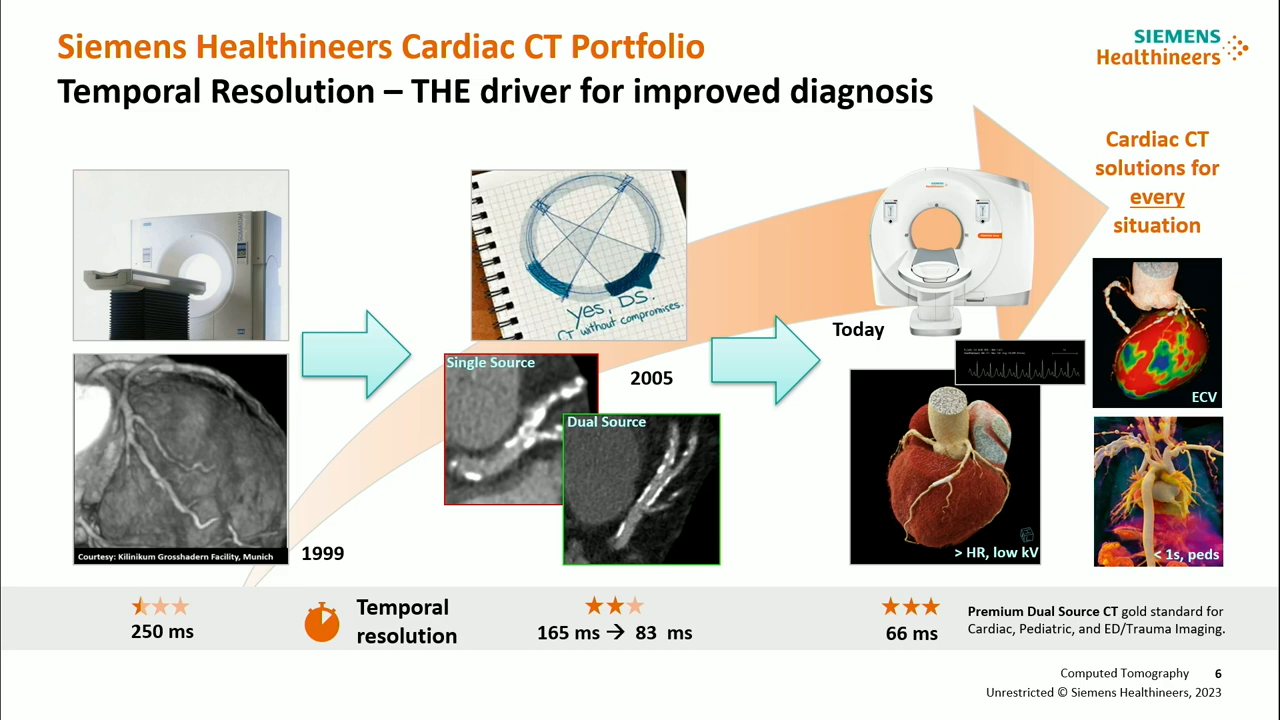 Siemens Healthineers Cardiac CT Portfolio
Temporal Resolution – THE driver for improved diagnosis
SIEMENS
Healthineers
Cardiac CT
solutions for
every
situation
yes, DS.
CT without compromises.
Today
Single Source
2005
Dual Source
ECV
Courtesy: Kilinikum Grosshadern Facility, Munich
1999
> HR, low kV
< 1s, peds
250 ms
Temporal
resolution
165 ms → 83 ms
66 ms
Premium Dual Source CT gold standard for
Cardiac, Pediatric, and ED/Trauma Imaging.
Computed Tomography 6
Unrestricted © Siemens Healthineers, 2023